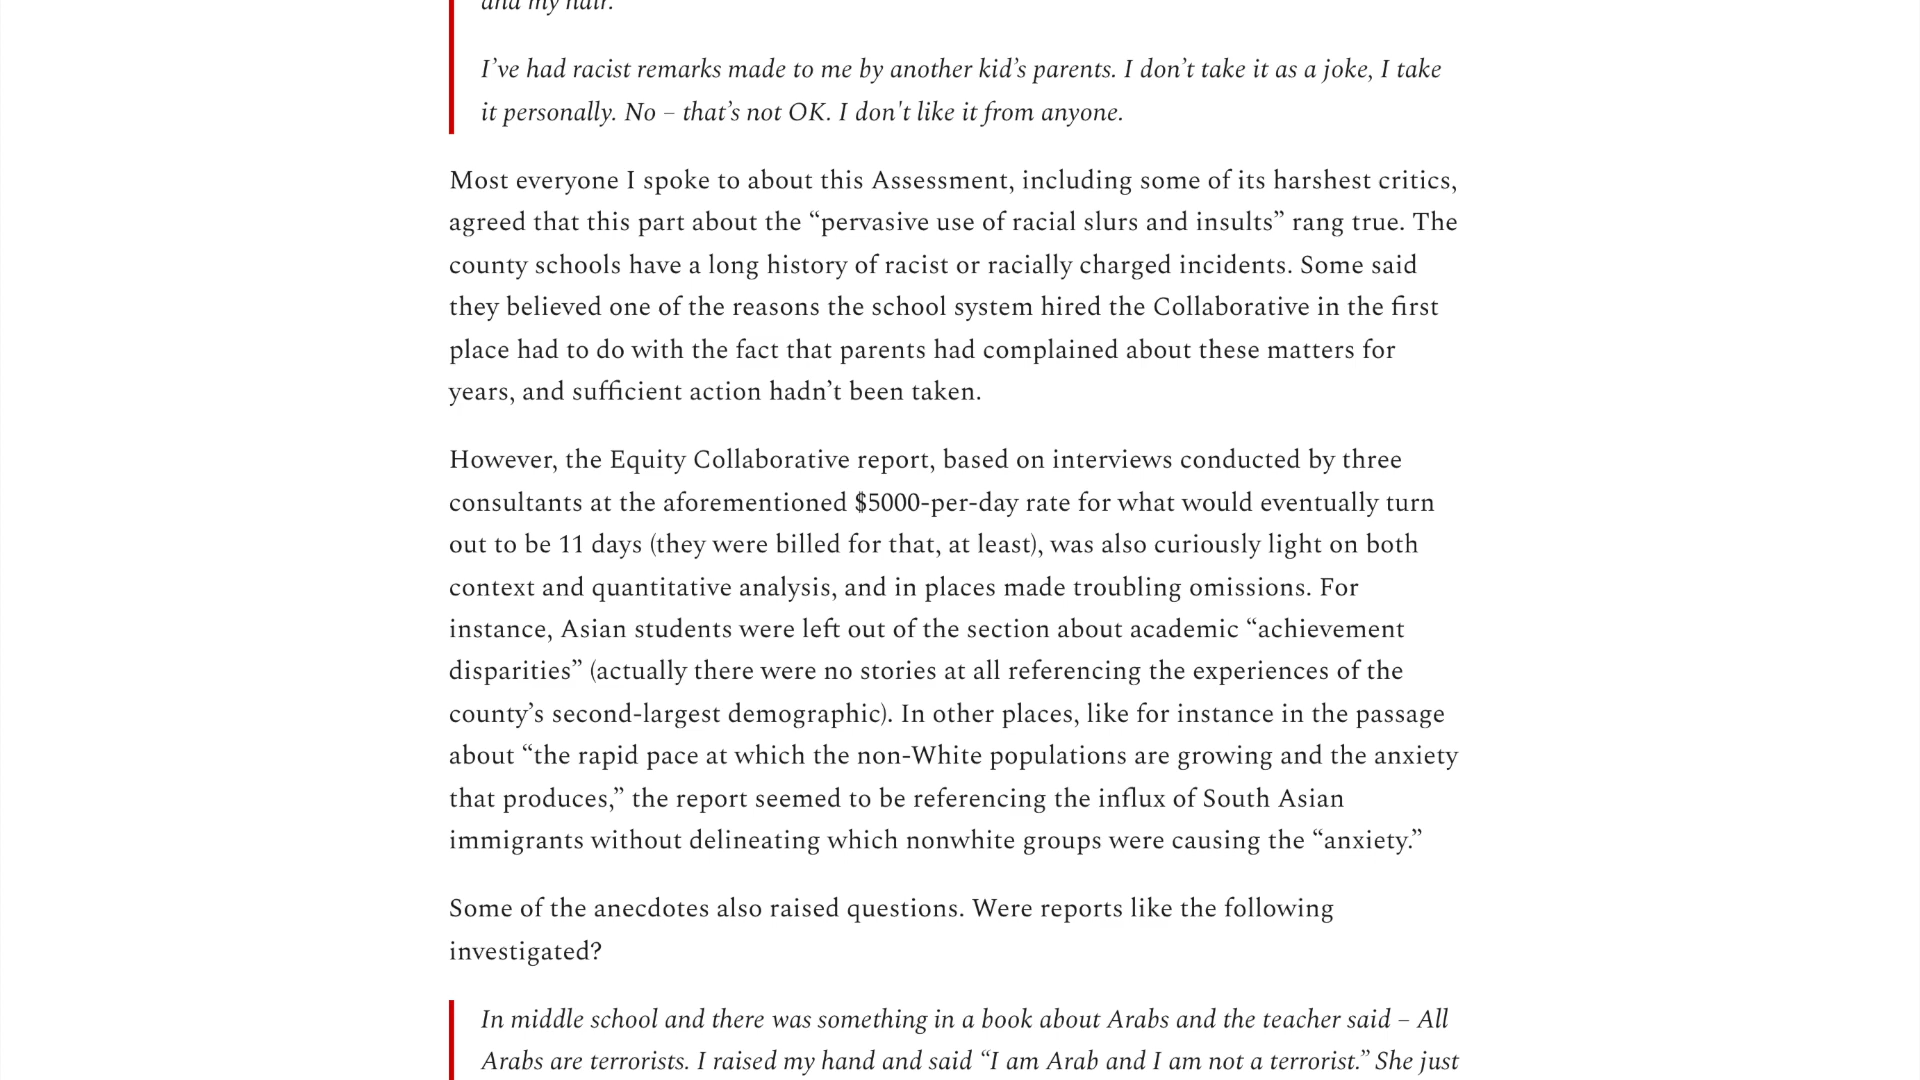 and my hair.
I’ve had racist remarks made to me by another kid’s parents. I don’t take it as a joke, I take
it personally. No – that’s not OK. I don't like it from anyone.
Most everyone I spoke to about this Assessment, including some of its harshest critics,
agreed that this part about the “pervasive use of racial slurs and insults” rang true. The
county schools have a long history of racist or racially charged incidents. Some said
they believed one of the reasons the school system hired the Collaborative in the first
place had to do with the fact that parents had complained about these matters for
years, and sufficient action hadn’t been taken.
However, the Equity Collaborative report, based on interviews conducted by three
consultants at the aforementioned $5000-per-day rate for what would eventually turn
out to be 11 days (they were billed for that, at least), was also curiously light on both
context and quantitative analysis, and in places made troubling omissions. For
instance, Asian students were left out of the section about academic “achievement
disparities” (actually there were no stories at all referencing the experiences of the
county’s second-largest demographic). In other places, like for instance in the passage
about “the rapid pace at which the non-White populations are growing and the anxiety
that produces,” the report seemed to be referencing the influx of South Asian
immigrants without delineating which nonwhite groups were causing the “anxiety.”
Some of the anecdotes also raised questions. Were reports like the following
investigated?
In middle school and there was something in a book about Arabs and the teacher said – All
Arabs are terrorists. I raised my hand and said “I am Arab and I am not a terrorist.” She just